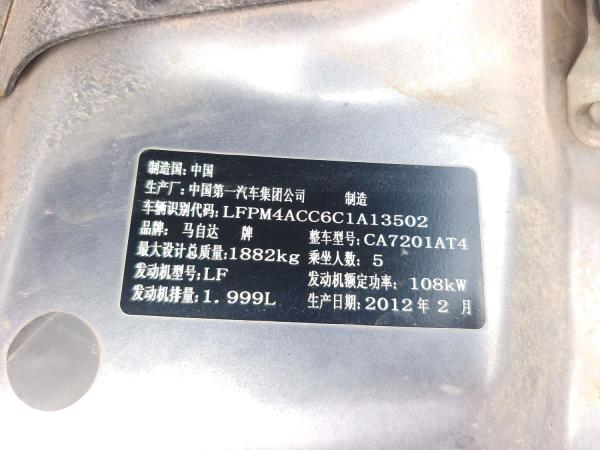 制造国: 中国
生产厂: 中国第一汽车集团公司 制造
车辆识别代码: LFPM4ACC6C1A13502
品牌: 马自达 牌 整车型号: CA7201AT4
最大设计总质量: 1882kg 乘坐人数: 5
发动机型号: LF 发动机额定功率: 108kW
发动机排量: 1.999L 生产日期: 2012 年 2 月